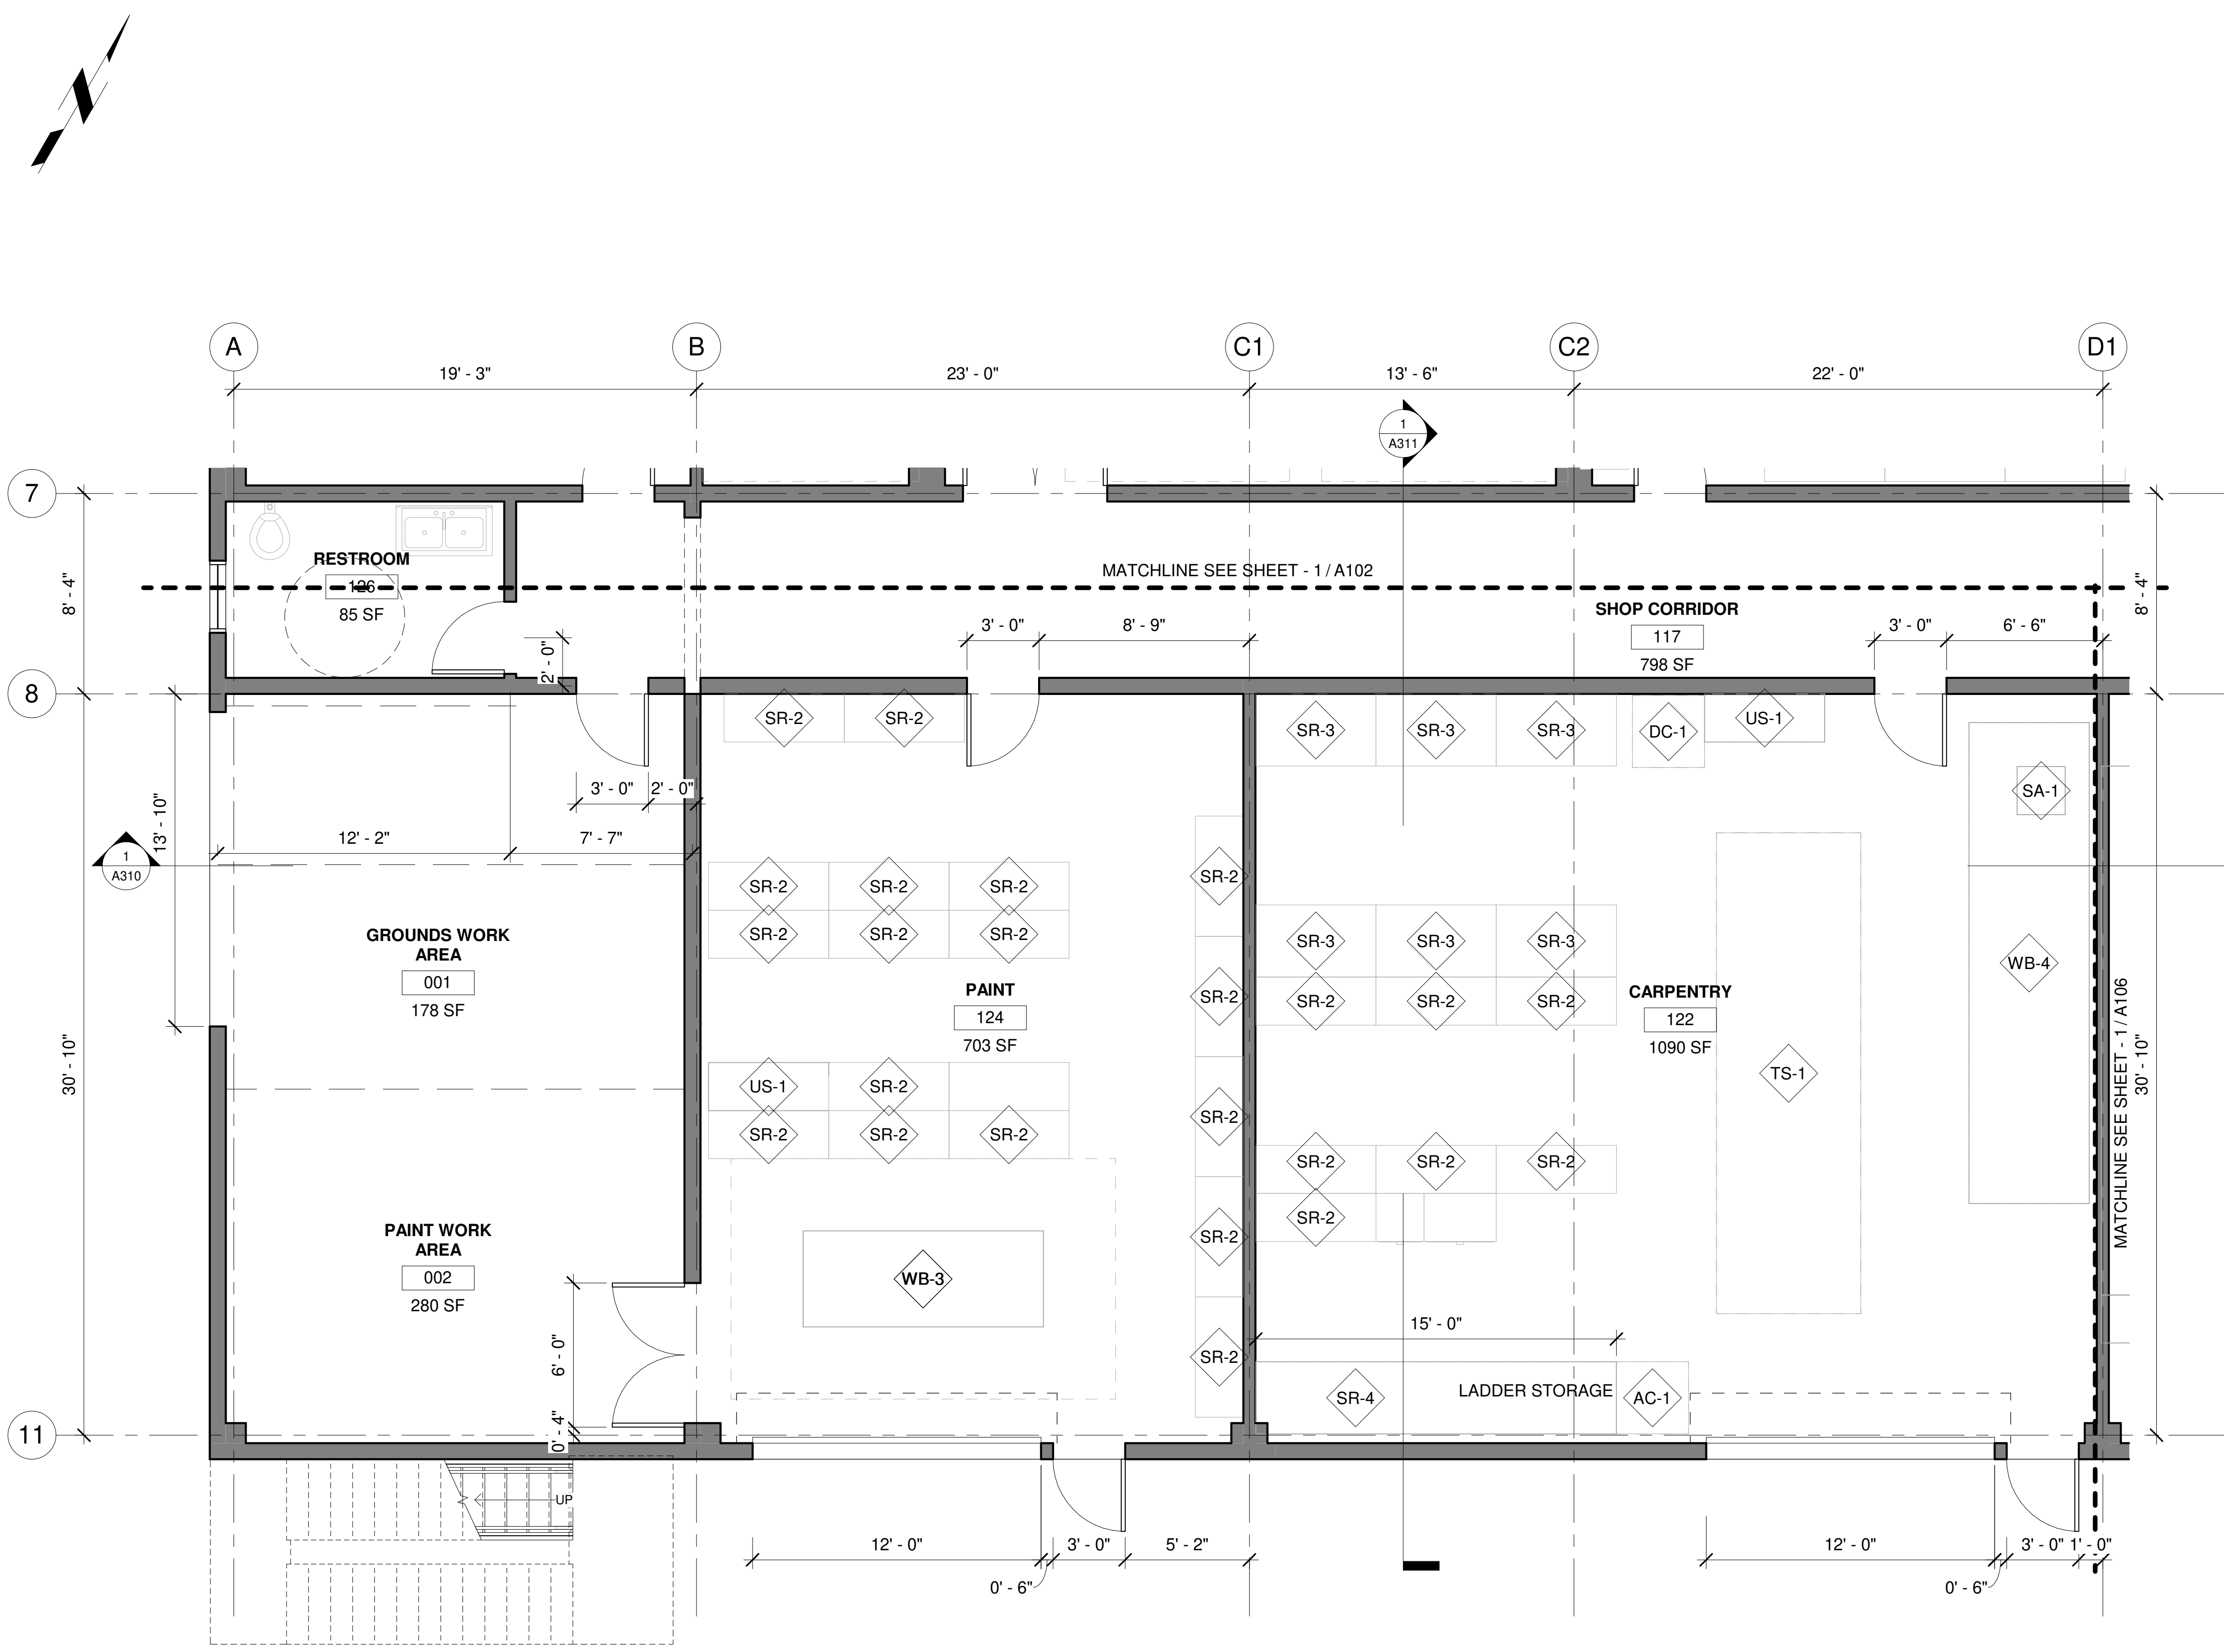 A
B
C1
C2
D1
19' - 3"
23' - 0"
13' - 6"
22' - 0"
1
A311
7
8' - 4"
RESTROOM
126
85 SF
MATCHLINE SEE SHEET - 1 / A102
SHOP CORRIDOR
117
798 SF
8' - 4"
2' - 0"
3' - 0"
8' - 9"
3' - 0"
6' - 6"
8
SR-2
SR-2
SR-3
SR-3
SR-3
DC-1
US-1
3' - 0"
2' - 0"
SA-1
12' - 2"
7' - 7"
13' - 10"
1
A310
SR-2
SR-2
SR-2
SR-2
SR-2
SR-2
SR-2
SR-3
SR-3
SR-3
GROUNDS WORK
AREA
001
178 SF
WB-4
PAINT
124
703 SF
SR-2
SR-2
SR-2
SR-2
CARPENTRY
122
1090 SF
30' - 10"
MATCHLINE SEE SHEET - 1 / A106
30' - 10"
TS-1
US-1
SR-2
SR-2
SR-2
SR-2
SR-2
SR-2
SR-2
SR-2
SR-2
SR-2
PAINT WORK
AREA
002
280 SF
WB-3
6' - 0"
15' - 0"
SR-2
SR-4
LADDER STORAGE
AC-1
11
0' - 4"
UP
12' - 0"
3' - 0"
5' - 2"
0' - 6"
12' - 0"
3' - 0"
1' - 0"
0' - 6"